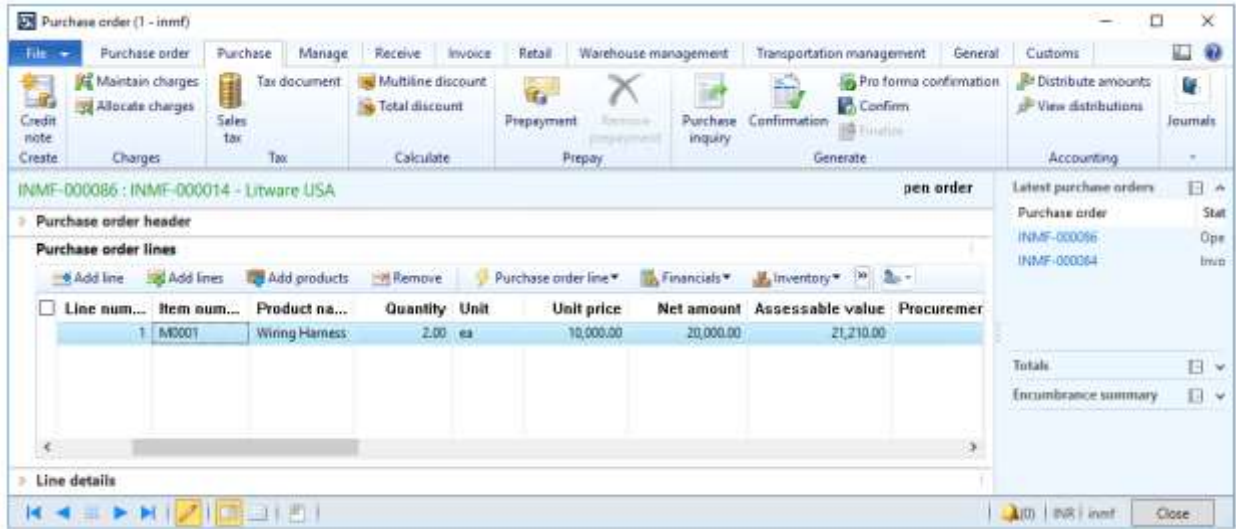 Purchase order (1 - inmf)
File Purchase order Purchase Manage Receive Invoice Retail Warehouse management Transportation management General Customs
Credit note
Create
Maintain charges
Allocate charges
Charges
Sales tax
Tax document
Tax
Multiline discount
Total discount
Calculate
Prepayment
Remove prepayment
Prepay
Purchase inquiry
Confirmation
Pro forma confirmation
Confirm
Finalize
Generate
Distribute amounts
View distributions
Accounting
Journals
INMF-000086 : INMF-000014 - Litware USA pen order
Purchase order header
Purchase order lines
Add line Add lines Add products Remove Purchase order line Financials Inventory
Line num... Item num... Product na... Quantity Unit Unit price Net amount Assessable value Procuremer
1 M0001 Wiring Harness 2.00 ea 10,000.00 20,000.00 21,210.00
Line details
Latest purchase orders
Purchase order Stat
INMF-000086 Ope
INMF-000084 Invo
Totals
Encumbrance summary
(0) INR inmf Close